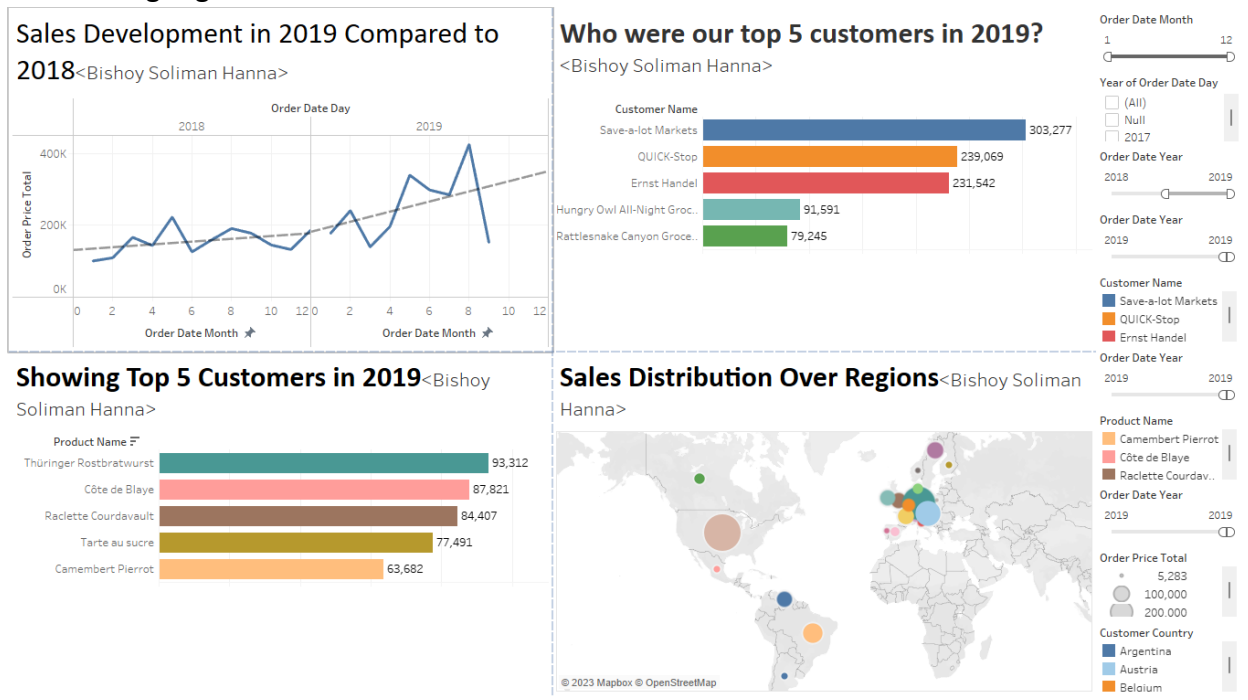 Sales Development in 2019 Compared to
2018<Bishoy Soliman Hanna>
Order Date Day
2018
2019
400K
200K
0K
Order Price Total
0 2 4 6 8 10 12 0 2 4 6 8 10 12
Order Date Month
Order Date Month
Who were our top 5 customers in 2019?
<Bishoy Soliman Hanna>
Customer Name
Save-a-lot Markets 303,277
QUICK-Stop 239,069
Ernst Handel 231,542
Hungry Owl All-Night Groc.. 91,591
Rattlesnake Canyon Groce.. 79,245
Showing Top 5 Customers in 2019<Bishoy
Soliman Hanna>
Product Name
Thüringer Rostbratwurst 93,312
Côte de Blaye 87,821
Raclette Courdavault 84,407
Tarte au sucre 77,491
Camembert Pierrot 63,682
Sales Distribution Over Regions<Bishoy Soliman
Hanna>
© 2023 Mapbox © OpenStreetMap
Order Date Month
1 12
Year of Order Date Day
(All)
Null
2017
Order Date Year
2018 2019
Order Date Year
2019 2019
Customer Name
Save-a-lot Markets
QUICK-Stop
Ernst Handel
Order Date Year
2019 2019
Product Name
Camembert Pierrot
Côte de Blaye
Raclette Courdav..
Order Date Year
2019 2019
Order Price Total
5,283
100,000
200,000
Customer Country
Argentina
Austria
Belgium